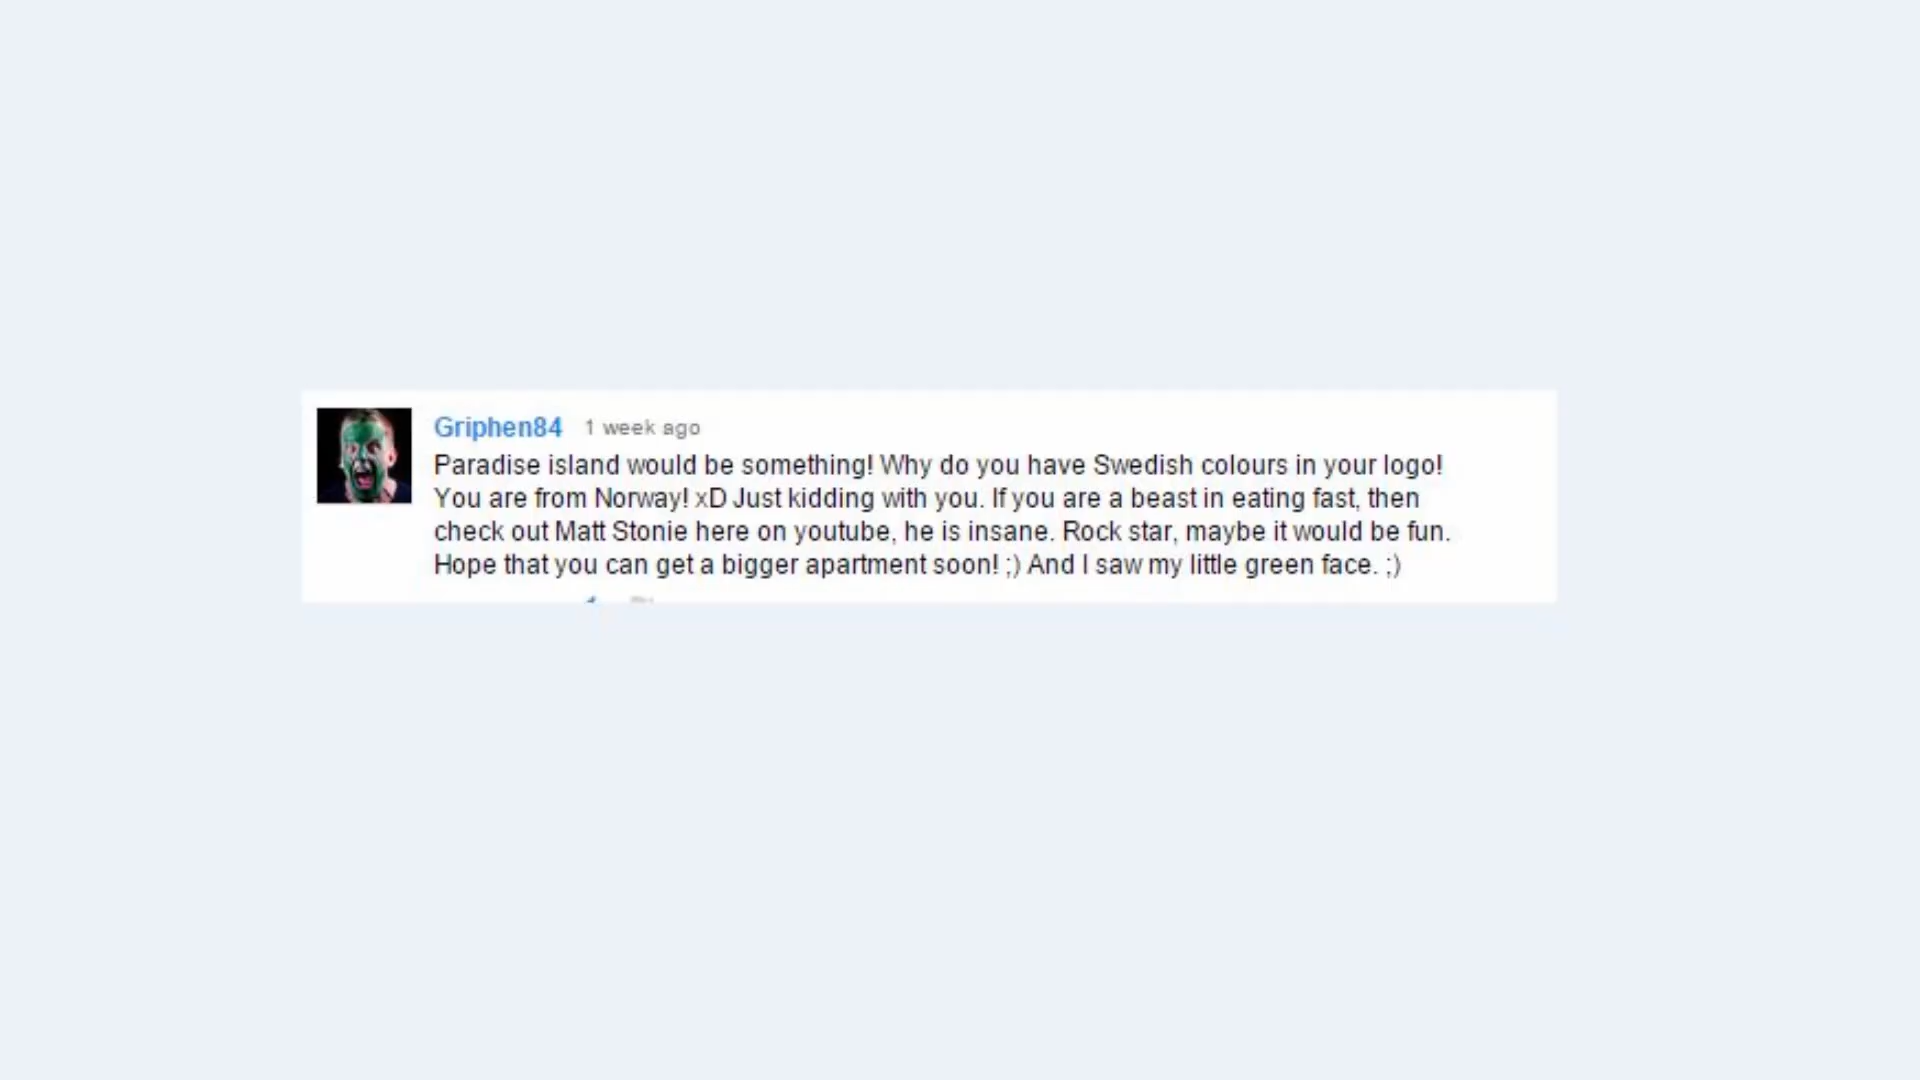 Griphen84 1 week ago
Paradise island would be something! Why do you have Swedish colours in your logo!
You are from Norway! xD Just kidding with you. If you are a beast in eating fast, then
check out Matt Stonie here on youtube, he is insane. Rock star, maybe it would be fun.
Hope that you can get a bigger apartment soon! ;) And I saw my little green face. ;)